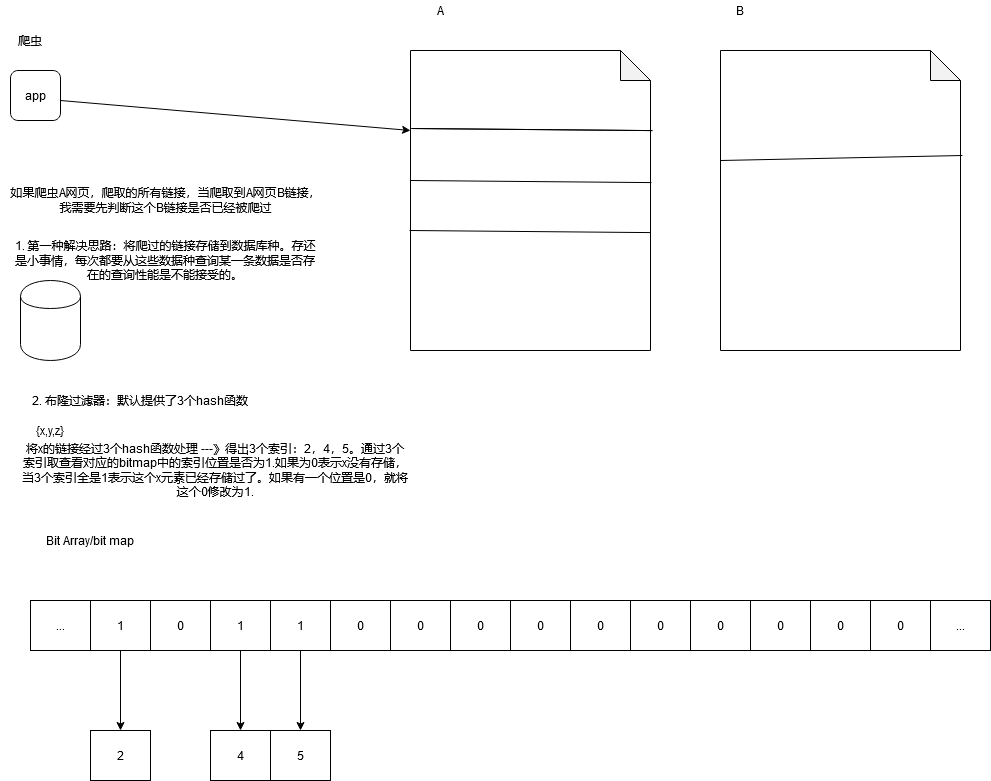 A
B
爬虫
app
如果爬虫A网页，爬取的所有链接，当爬取到A网页B链接，
我需要先判断这个B链接是否已经被爬过
1. 第一种解决思路：将爬过的链接存储到数据库种。存还
是小事情，每次都要从这些数据种查询某一条数据是否存
在的查询性能是不能接受的。
2. 布隆过滤器：默认提供了3个hash函数
{x,y,z}
将x的链接经过3个hash函数处理 ---》得出3个索引：2，4，5。通过3个
索引取查看对应的bitmap中的索引位置是否为1.如果为0表示x没有存储，
当3个索引全是1表示这个x元素已经存储过了。如果有一个位置是0，就将
这个0修改为1.
Bit Array/bit map
... 1 0 1 1 0 0 0 0 0 0 0 0 0 0 ...
2 4 5